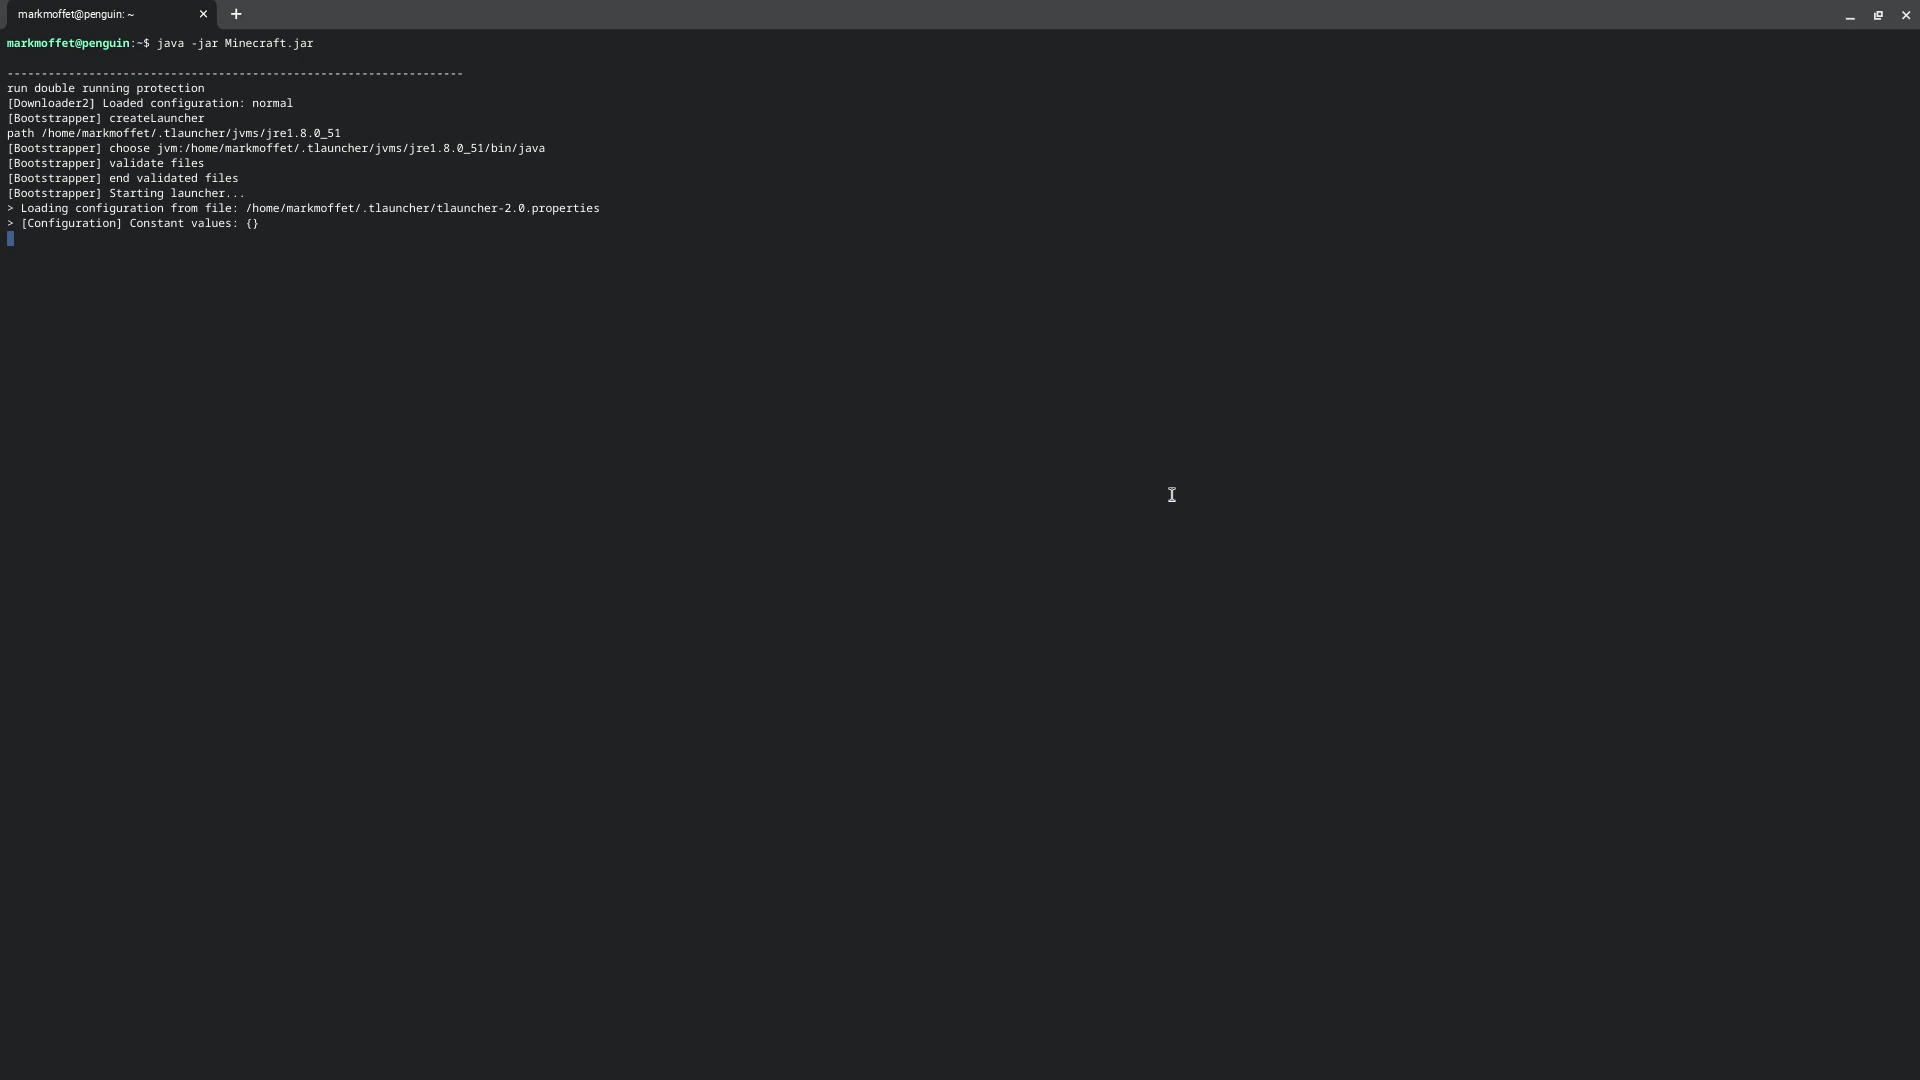 markmoffet@penguin: ~
markmoffet@penguin:~$ java -jar Minecraft.jar
-------------------------------------------------------------------
run double running protection
[Downloader2] Loaded configuration: normal
[Bootstrapper] createLauncher
path /home/markmoffet/.tlauncher/jvms/jre1.8.0_51
[Bootstrapper] choose jvm:/home/markmoffet/.tlauncher/jvms/jre1.8.0_51/bin/java
[Bootstrapper] validate files
[Bootstrapper] end validated files
[Bootstrapper] Starting launcher...
> Loading configuration from file: /home/markmoffet/.tlauncher/tlauncher-2.0.properties
> [Configuration] Constant values: {}